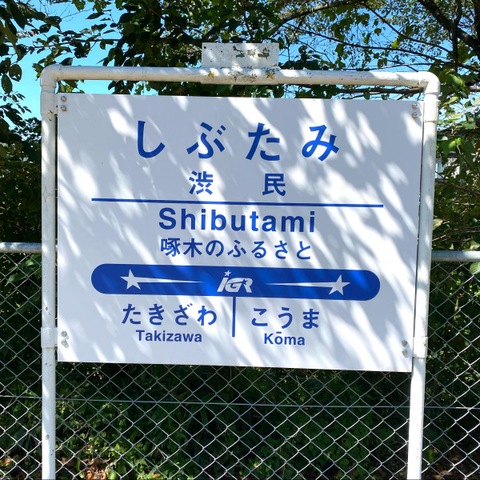 しぶたみ
渋民
Shibutami
啄木のふるさと
IGR
たきざわ こうま
Takizawa Kōma